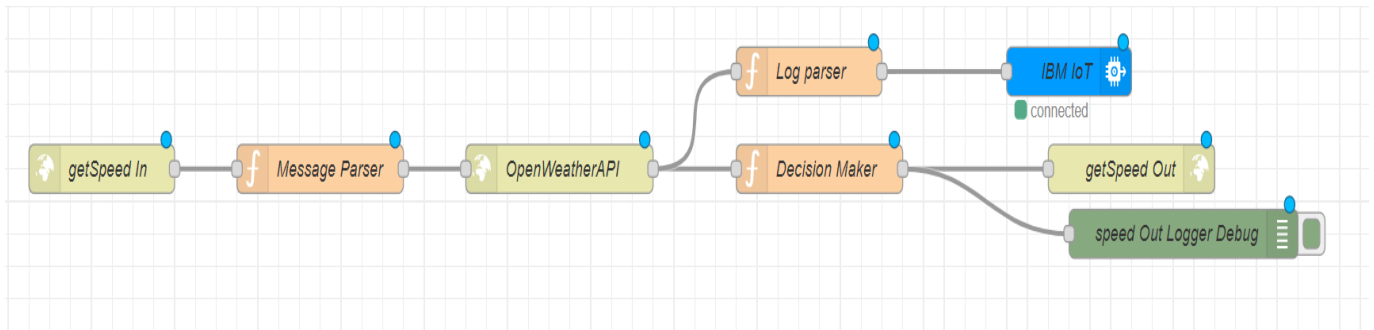 Log parser
IBM IoT
connected
getSpeed In
Message Parser
OpenWeatherAPI
Decision Maker
getSpeed Out
speed Out Logger Debug